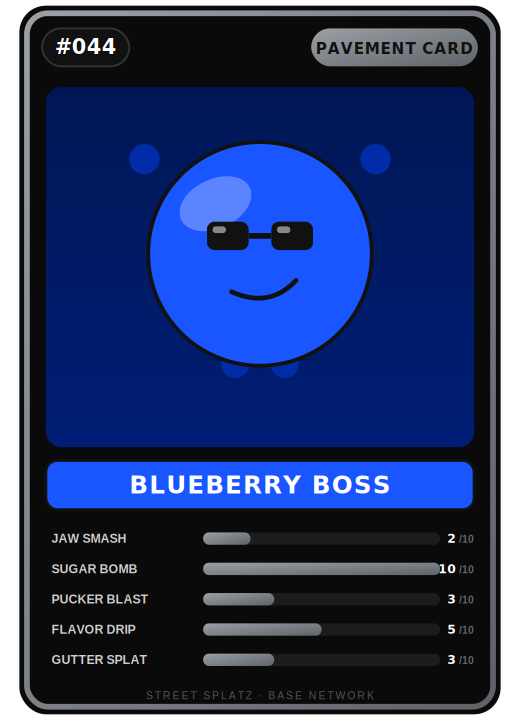 #044
PAVEMENT CARD
BLUEBERRY BOSS
JAW SMASH 2 /10
SUGAR BOMB 10 /10
PUCKER BLAST 3 /10
FLAVOR DRIP 5 /10
GUTTER SPLAT 3 /10
STREET SPLATZ · BASE NETWORK